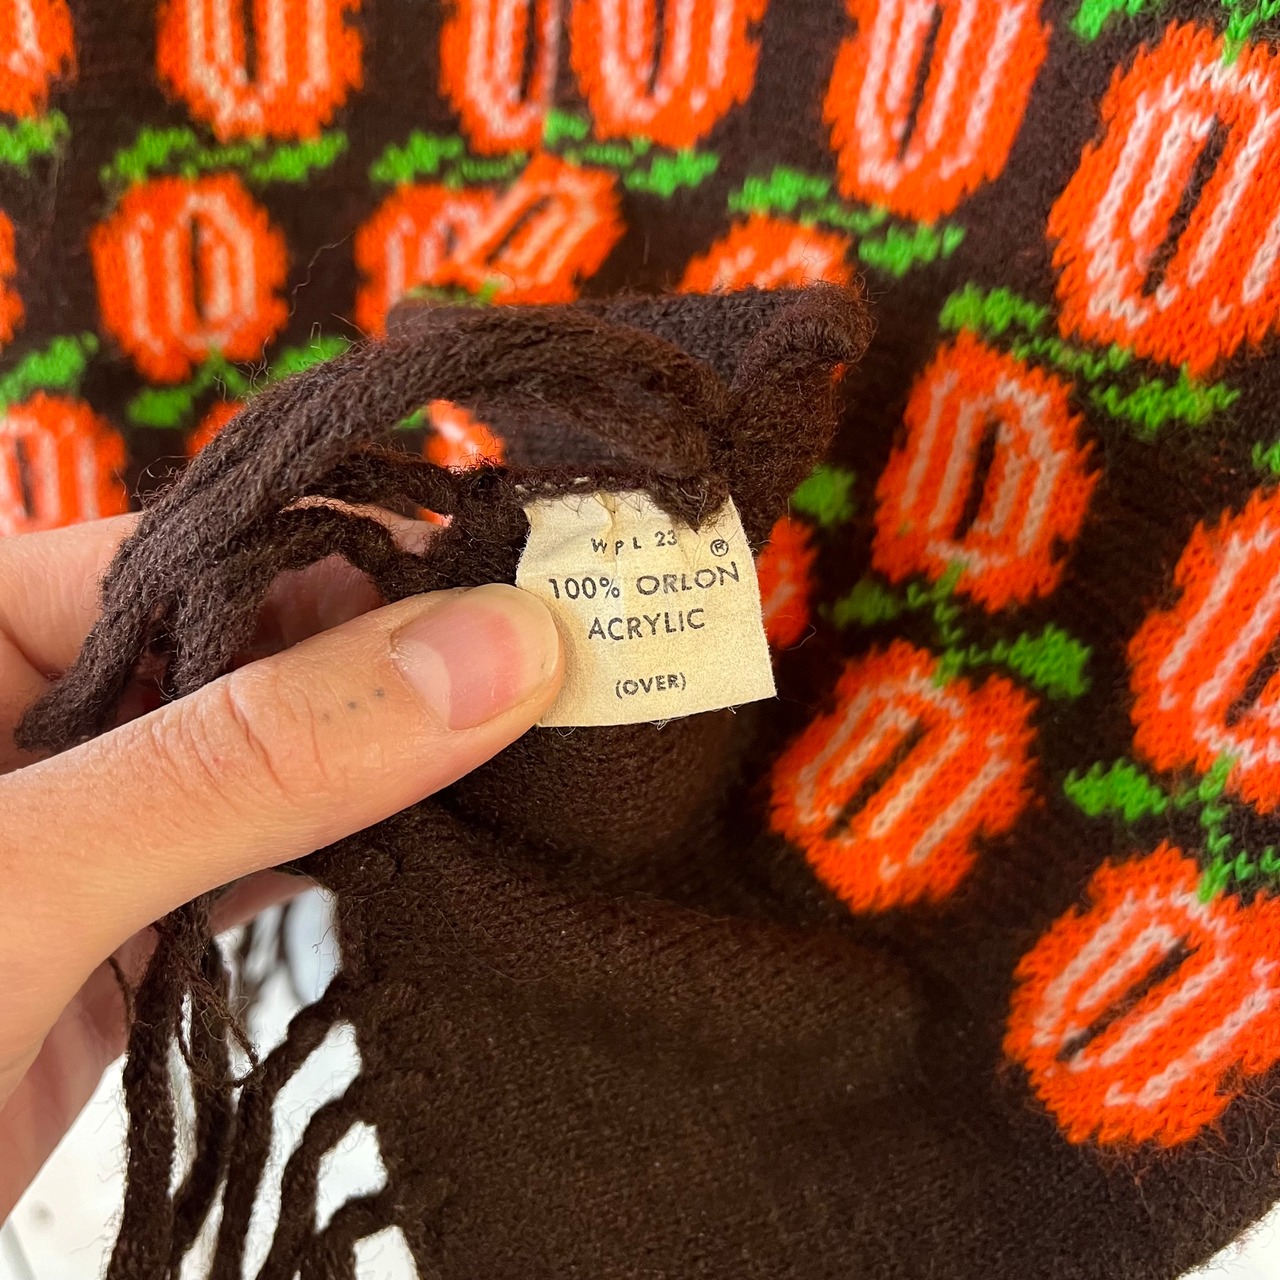 WPL 23
100% ORLON®
ACRYLIC
(OVER)